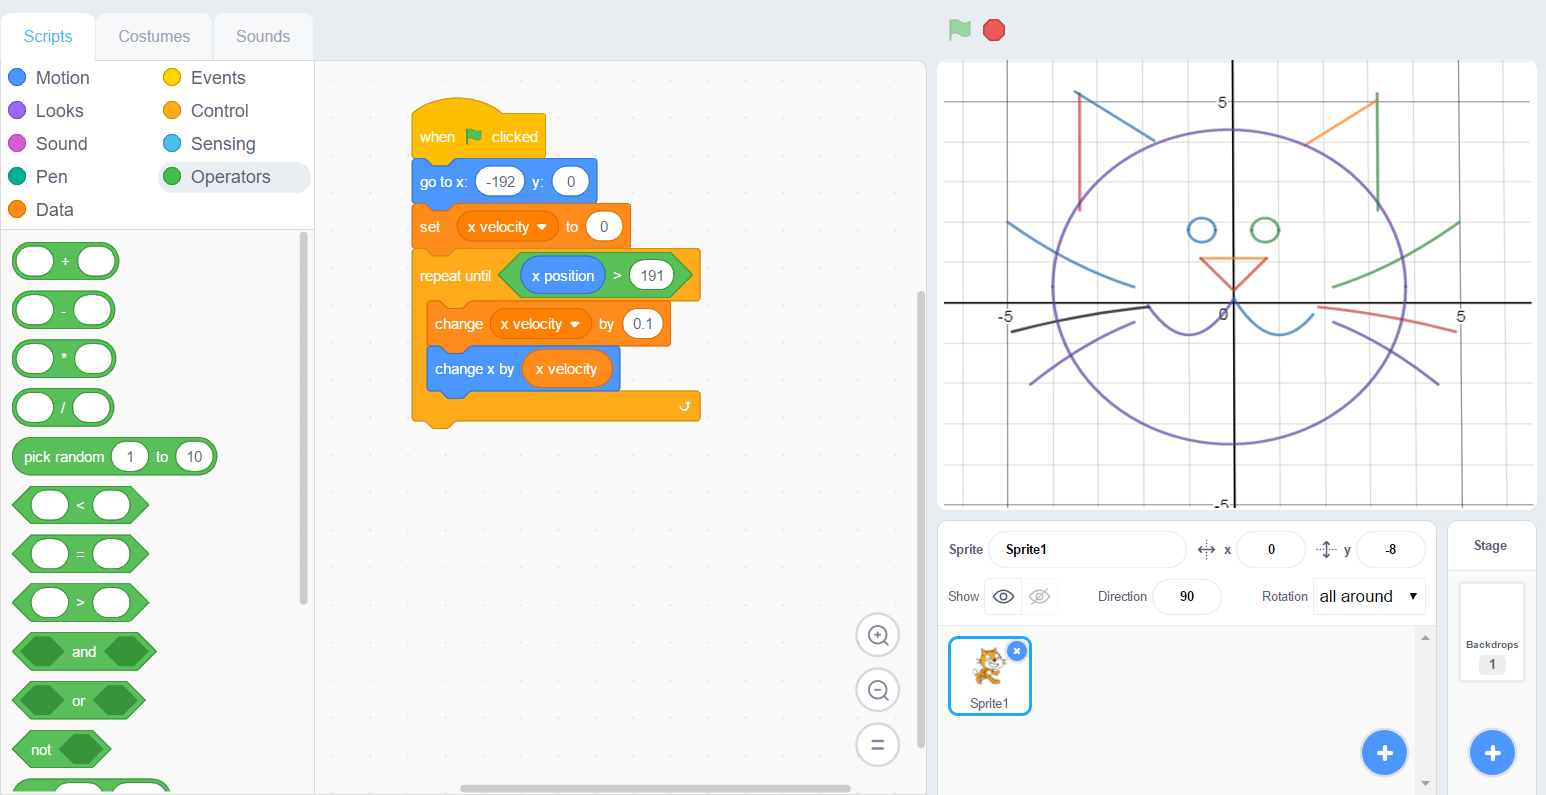 Scripts Costumes Sounds
Motion Events
Looks Control
Sound Sensing
Pen Operators
Data
+
-
*
/
pick random 1 to 10
<
=
>
and
or
not
when clicked
go to x: -192 y: 0
set x velocity to 0
repeat until x position > 191
change x velocity by 0.1
change x by x velocity
5
-5 0 5
-5
Sprite Sprite1 x 0 y -8
Show Direction 90 Rotation all around
Sprite1
Stage
Backdrops
1